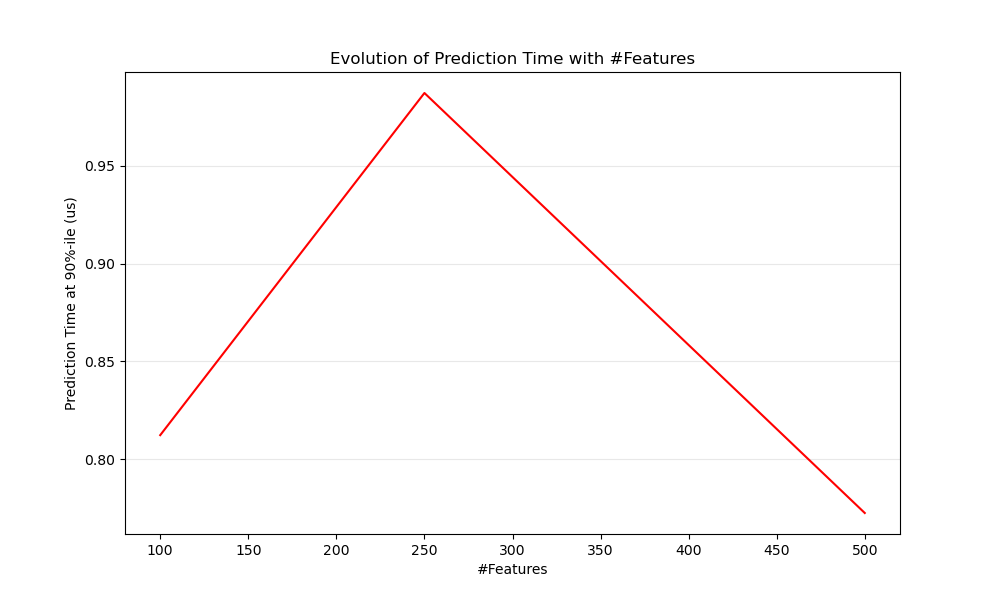 Evolution of Prediction Time with #Features
Prediction Time at 90%-ile (us)
0.95
0.90
0.85
0.80
100 150 200 250 300 350 400 450 500
#Features